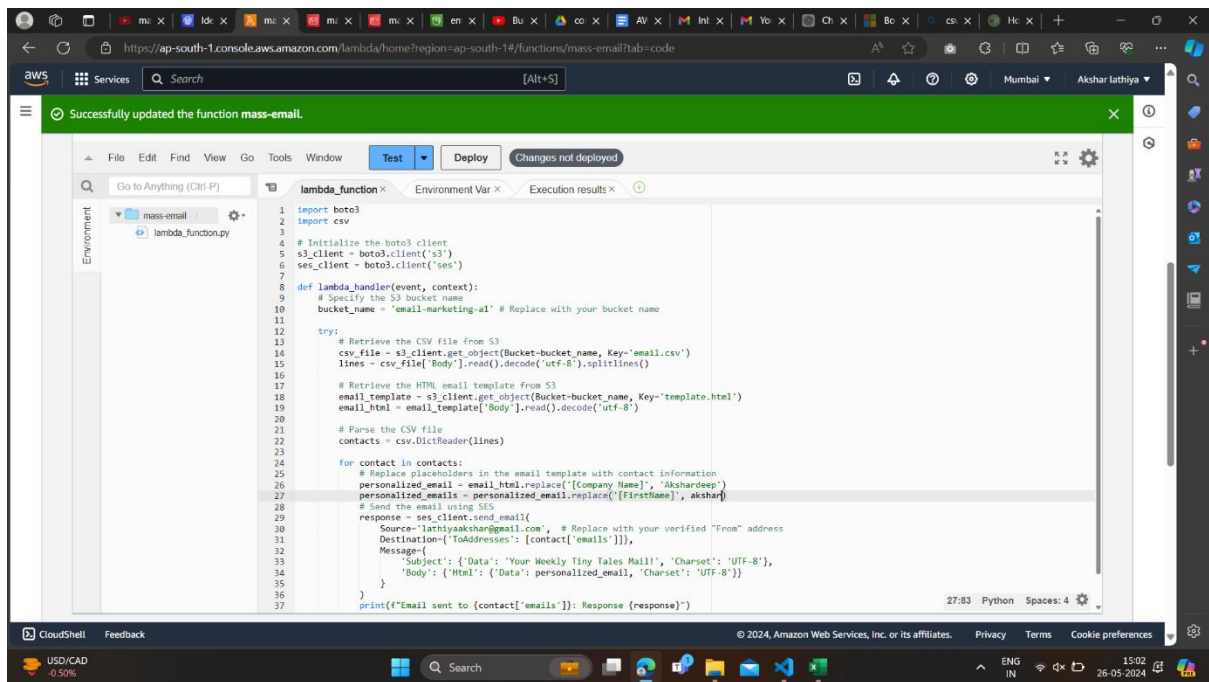 ma
Ide
ma
ma
ma
en
Bu
co
AV
Int
Yo
Ch
Bo
csv
Ho
https://ap-south-1.console.aws.amazon.com/lambda/home?region=ap-south-1#/functions/mass-email?tab=code
aws Services Search [Alt+S] Mumbai ▼ Akshar lathiya ▼
Successfully updated the function mass-email.
File Edit Find View Go Tools Window Test Deploy Changes not deployed
Go to Anything (Ctrl-P) lambda_function × Environment Var × Execution results ×
Environment
mass-email /
lambda_function.py
1 import boto3
2 import csv
3
4 # Initialize the boto3 client
5 s3_client = boto3.client('s3')
6 ses_client = boto3.client('ses')
7
8 def lambda_handler(event, context):
9     # Specify the S3 bucket name
10     bucket_name = 'email-marketing-a1' # Replace with your bucket name
11
12     try:
13         # Retrieve the CSV file from S3
14         csv_file = s3_client.get_object(Bucket=bucket_name, Key='email.csv')
15         lines = csv_file['Body'].read().decode('utf-8').splitlines()
16
17         # Retrieve the HTML email template from S3
18         email_template = s3_client.get_object(Bucket=bucket_name, Key='template.html')
19         email_html = email_template['Body'].read().decode('utf-8')
20
21         # Parse the CSV file
22         contacts = csv.DictReader(lines)
23
24         for contact in contacts:
25             # Replace placeholders in the email template with contact information
26             personalized_email = email_html.replace('[Company Name]', 'Akshardeep')
27             personalized_emails = personalized_email.replace('[FirstName]', akshar)
28             # Send the email using SES
29             response = ses_client.send_email(
30                 Source='lathiyaakshar@gmail.com', # Replace with your verified "From" address
31                 Destination={'ToAddresses': [contact['emails']]},
32                 Message={
33                     'Subject': {'Data': 'Your Weekly Tiny Tales Mail!', 'Charset': 'UTF-8'},
34                     'Body': {'Html': {'Data': personalized_email, 'Charset': 'UTF-8'}}
35                 }
36             )
37             print(f"Email sent to {contact['emails']}: Response {response}")
27:83 Python Spaces: 4
CloudShell Feedback © 2024, Amazon Web Services, Inc. or its affiliates. Privacy Terms Cookie preferences
USD/CAD
-0.50%
Search
ENG
IN
15:02
26-05-2024